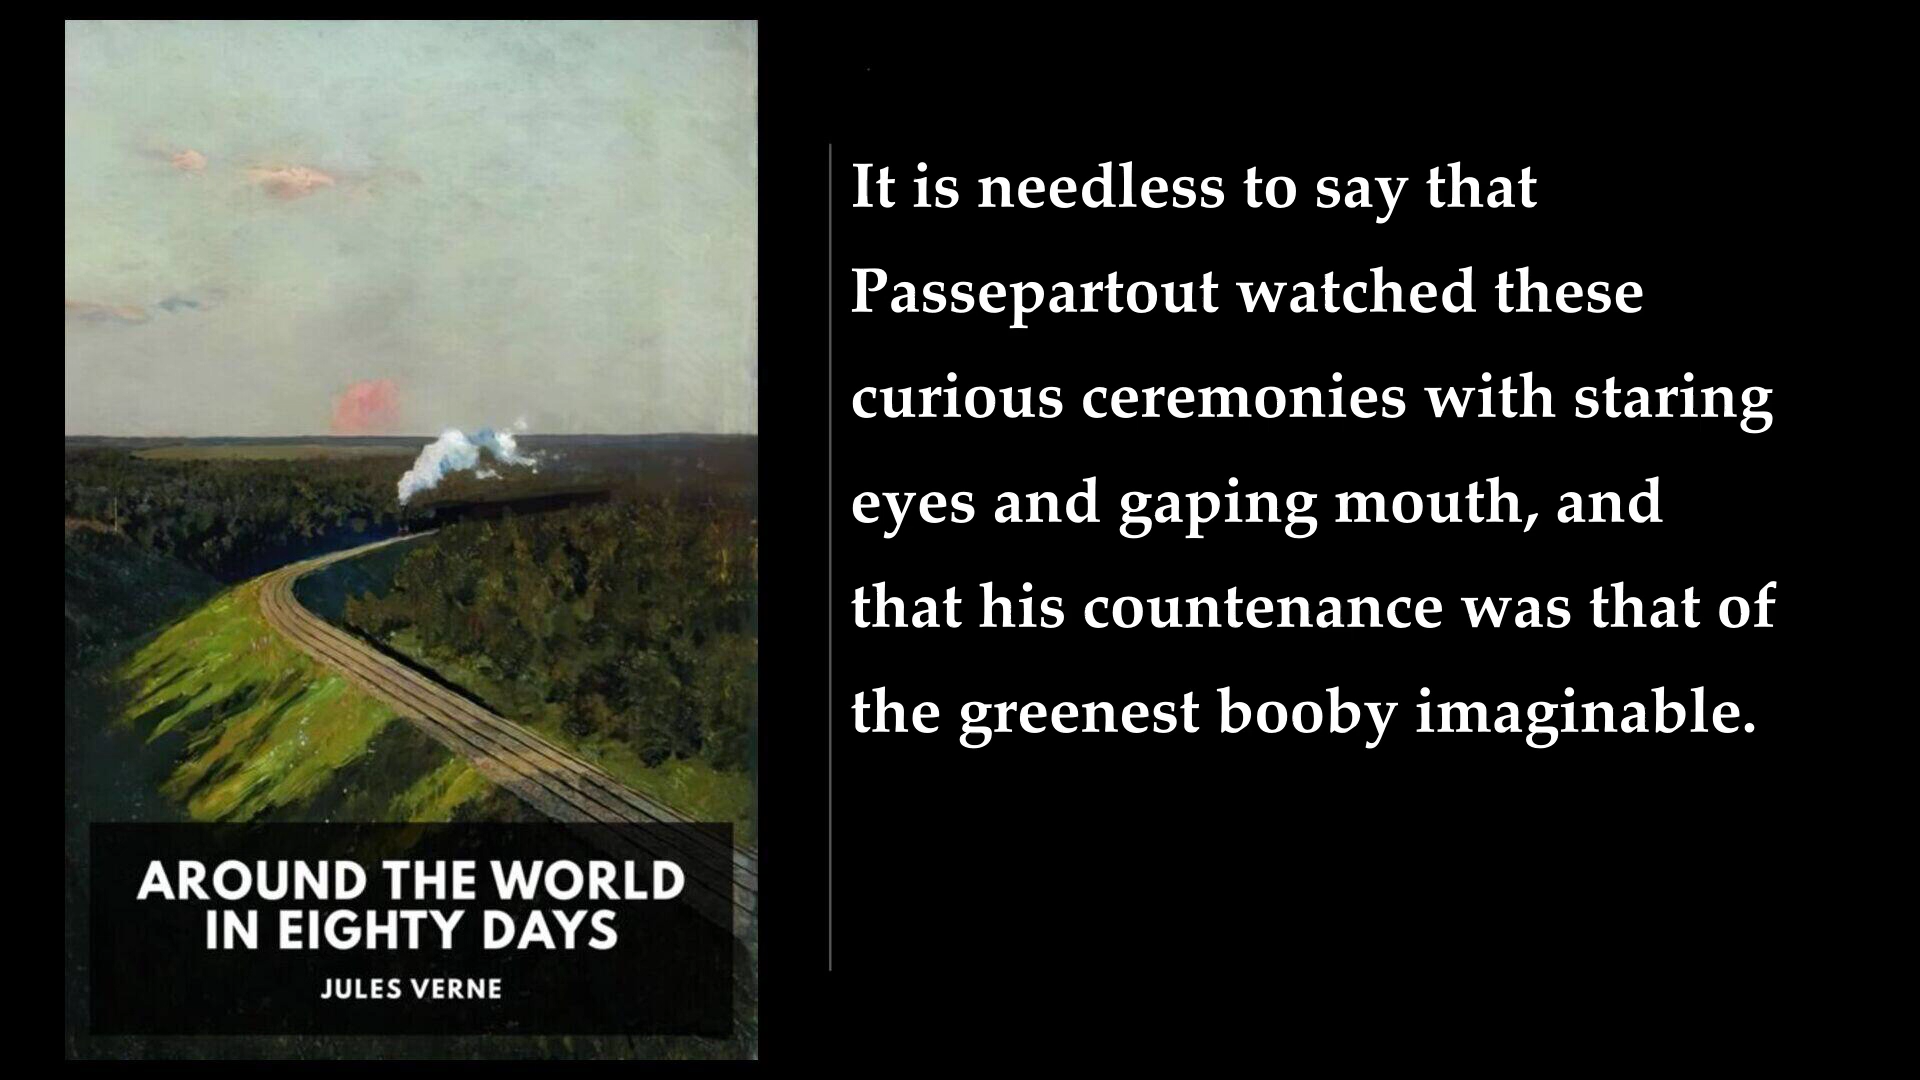 It is needless to say that
Passepartout watched these
curious ceremonies with staring
eyes and gaping mouth, and
that his countenance was that of
the greenest booby imaginable.
AROUND THE WORLD
IN EIGHTY DAYS
JULES VERNE